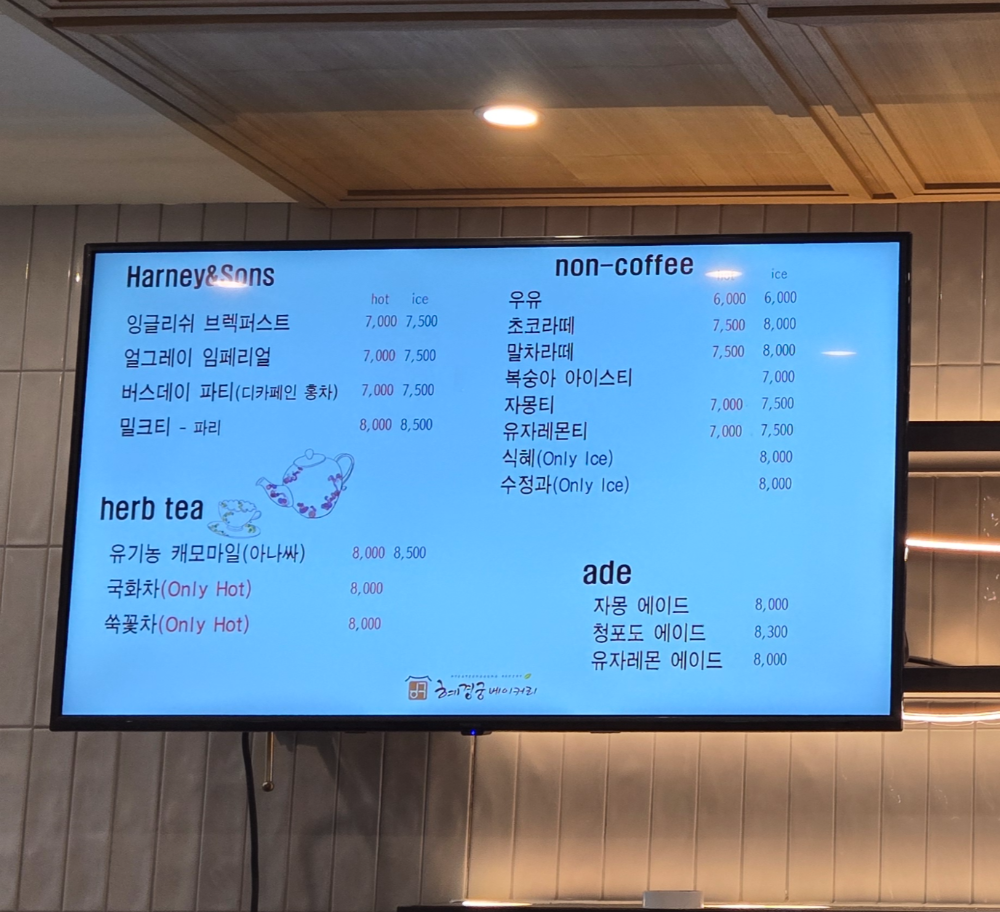 Harney&Sons
hot ice
잉글리쉬 브렉퍼스트 7,000 7,500
얼그레이 임페리얼 7,000 7,500
버스데이 파티(디카페인 홍차) 7,000 7,500
밀크티 - 파리 8,000 8,500
herb tea
유기농 캐모마일(아나싸) 8,000 8,500
국화차(Only Hot) 8,000
쑥꽃차(Only Hot) 8,000
non-coffee
ice
우유 6,000 6,000
초코라떼 7,500 8,000
말차라떼 7,500 8,000
복숭아 아이스티 7,000
자몽티 7,000 7,500
유자레몬티 7,000 7,500
식혜(Only Ice) 8,000
수정과(Only Ice) 8,000
ade
자몽 에이드 8,000
청포도 에이드 8,300
유자레몬 에이드 8,000
혜경궁베이커리